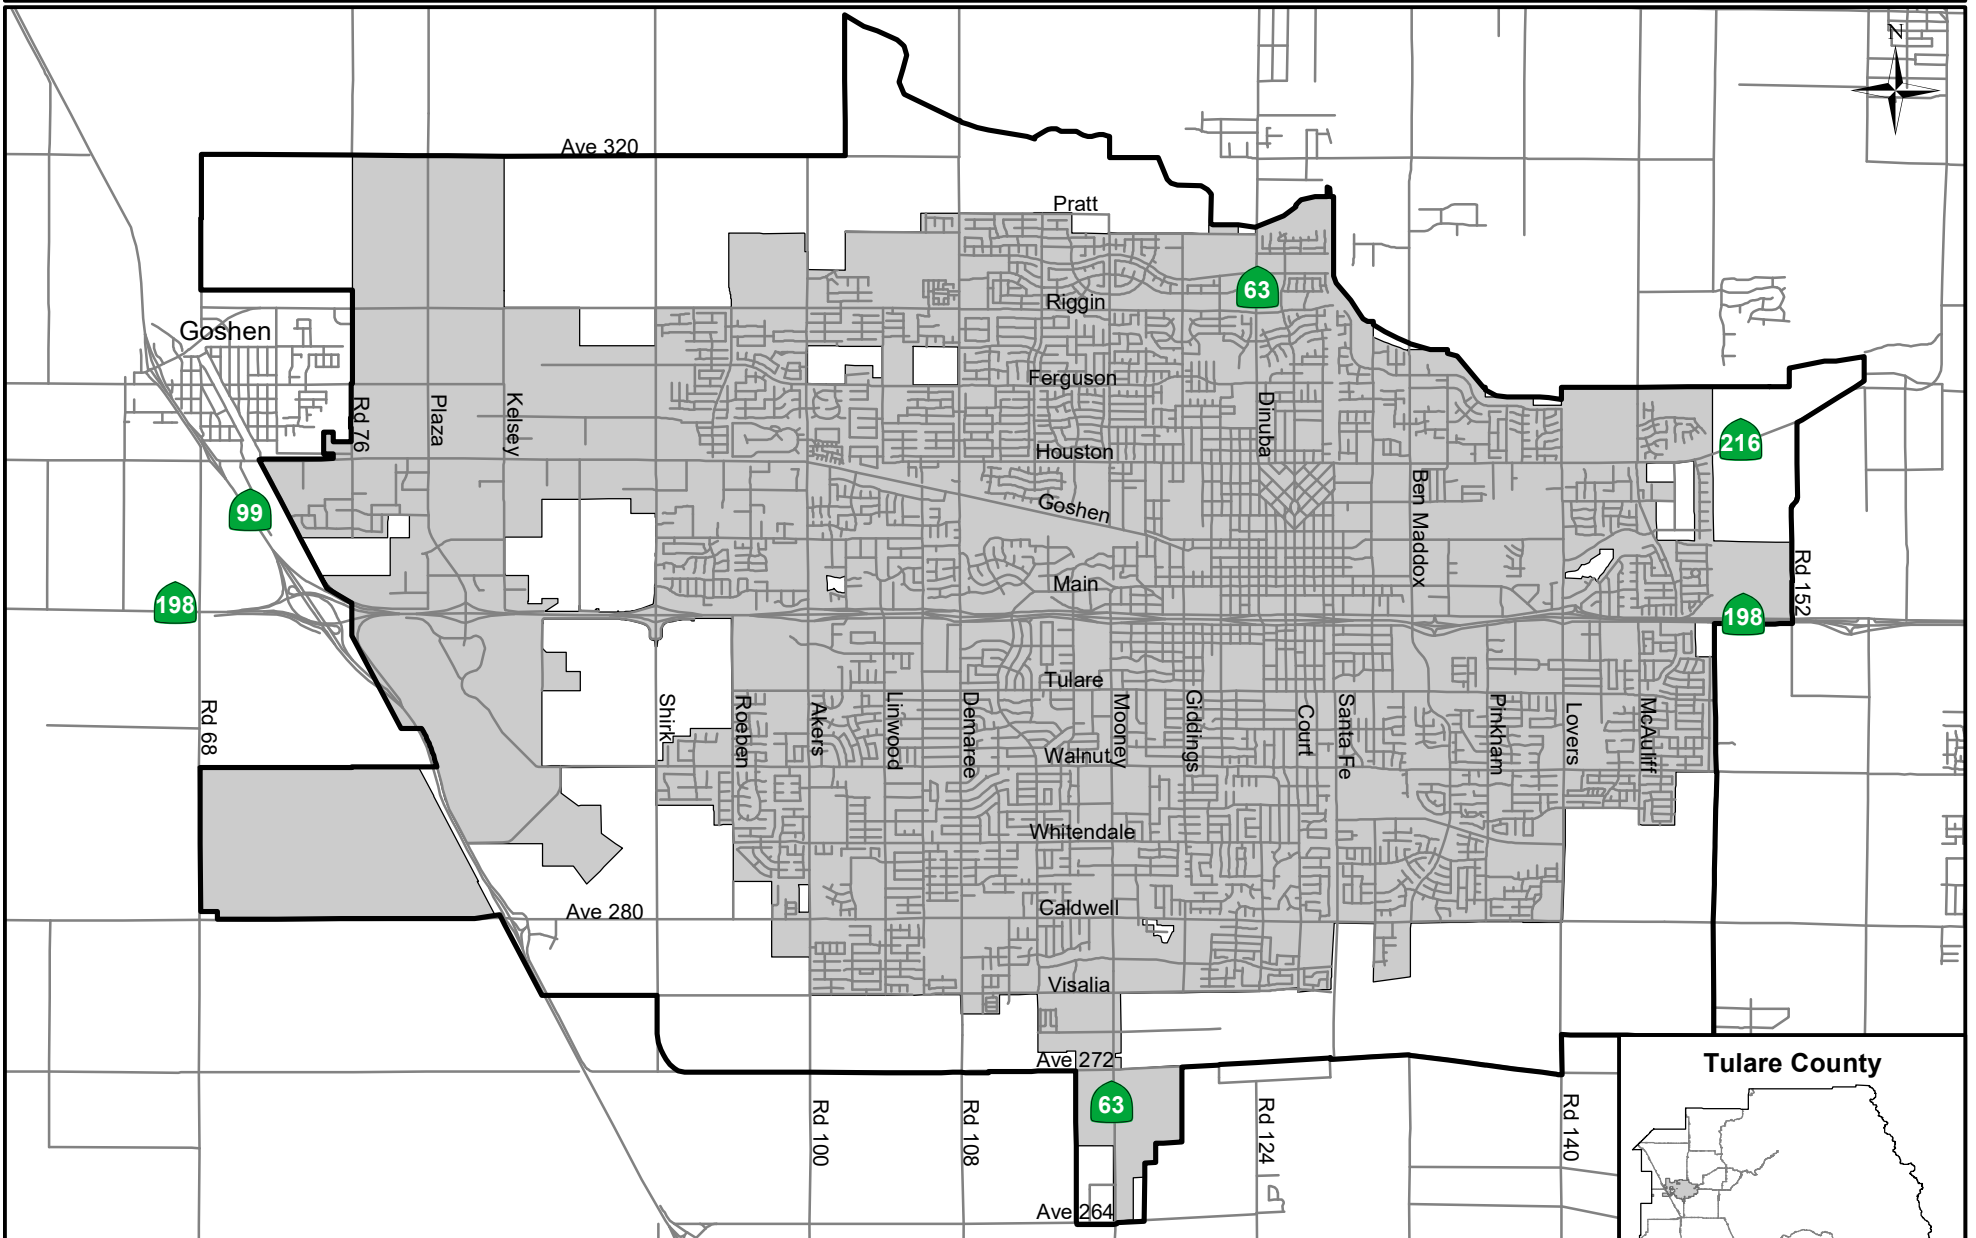 N
Ave 320
Pratt
63
Riggin
Goshen
Ferguson
Rd 76
Plaza
Kelsey
Dinuba
216
Houston
Ben Maddox
Goshen
99
Main
Rd 152
198
198
Tulare
Rd 68
Shirk
Roeben
Akers
Linwood
Demaree
Mooney
Giddings
Court
Santa Fe
Pinkham
Lovers
McAuliff
Walnut
Whitendale
Ave 280
Caldwell
Visalia
Ave 272
Tulare County
63
Rd 100
Rd 108
Rd 124
Rd 140
Ave 264